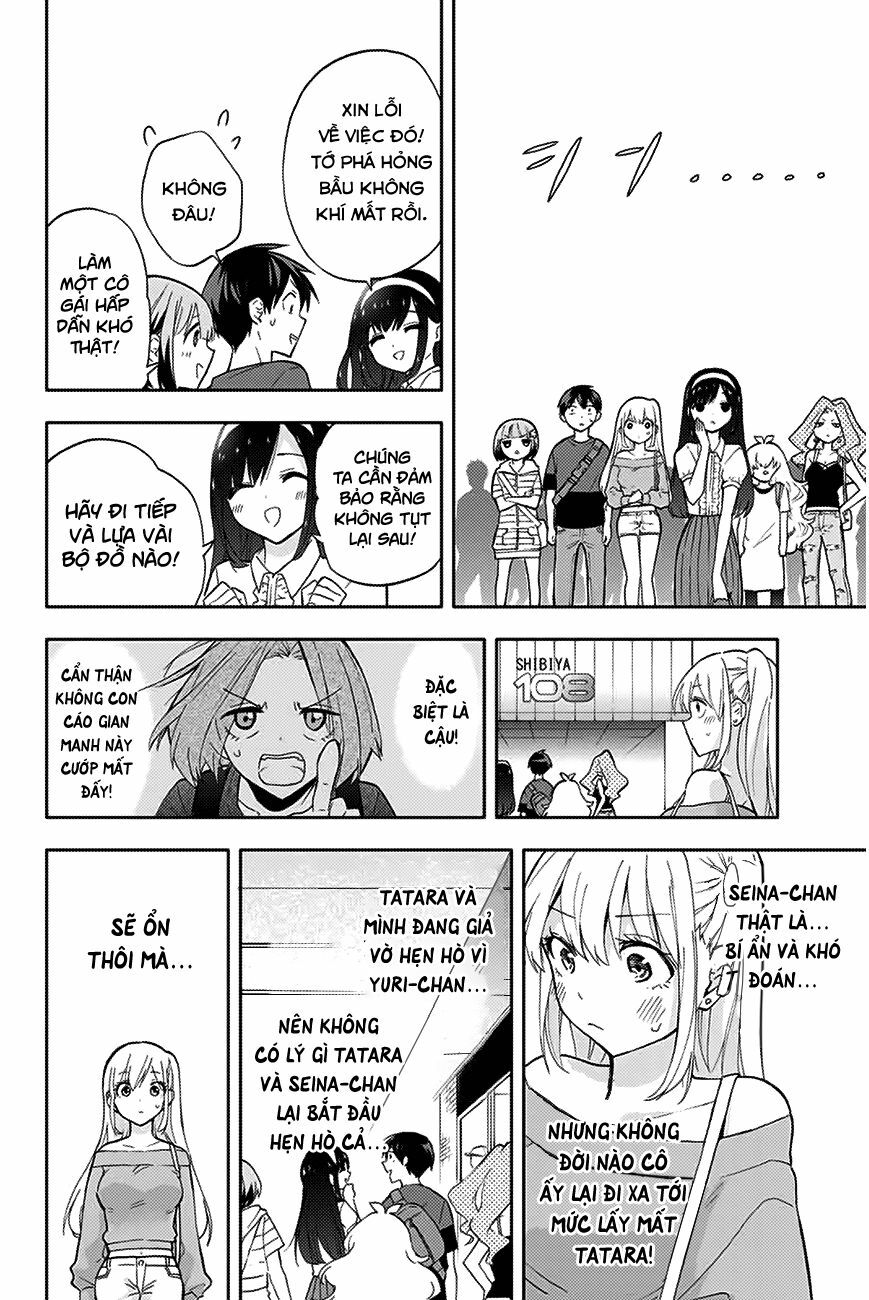 シーン.....
XIN LỖI
VỀ VIỆC ĐÓ!
TỚ PHÁ HỎNG
BẦU KHÔNG
KHÍ MẤT RỒI.
KHÔNG
ĐÂU!
LÀM
MỘT CÔ
GÁI HẤP
DẪN KHÓ
THẬT!
CHÚNG
TA CẦN ĐẢM
BẢO RẰNG
KHÔNG TỤT
LẠI SAU!
HÃY ĐI TIẾP
VÀ LỰA VÀI
BỘ ĐỒ NÀO!
SHIBIYA
108
ĐẶC
BIỆT LÀ
CẬU!
CẨN THẬN
KHÔNG CON
CÁO GIAN
MANH NÀY
CƯỚP MẤT
ĐẤY!
SEINA-CHAN
THẬT LÀ...
BÍ ẨN VÀ KHÓ
ĐOÁN...
NHƯNG KHÔNG
ĐỜI NÀO CÔ
ẤY LẠI ĐI XA TỚI
MỨC LẤY MẤT
TATARA!
TATARA VÀ
MÌNH ĐANG GIẢ
VỜ HẸN HÒ VÌ
YURI-CHAN...
NÊN KHÔNG
CÓ LÝ GÌ TATARA
VÀ SEINA-CHAN
LẠI BẮT ĐẦU
HẸN HÒ CẢ...
SẼ ỔN
THÔI MÀ...